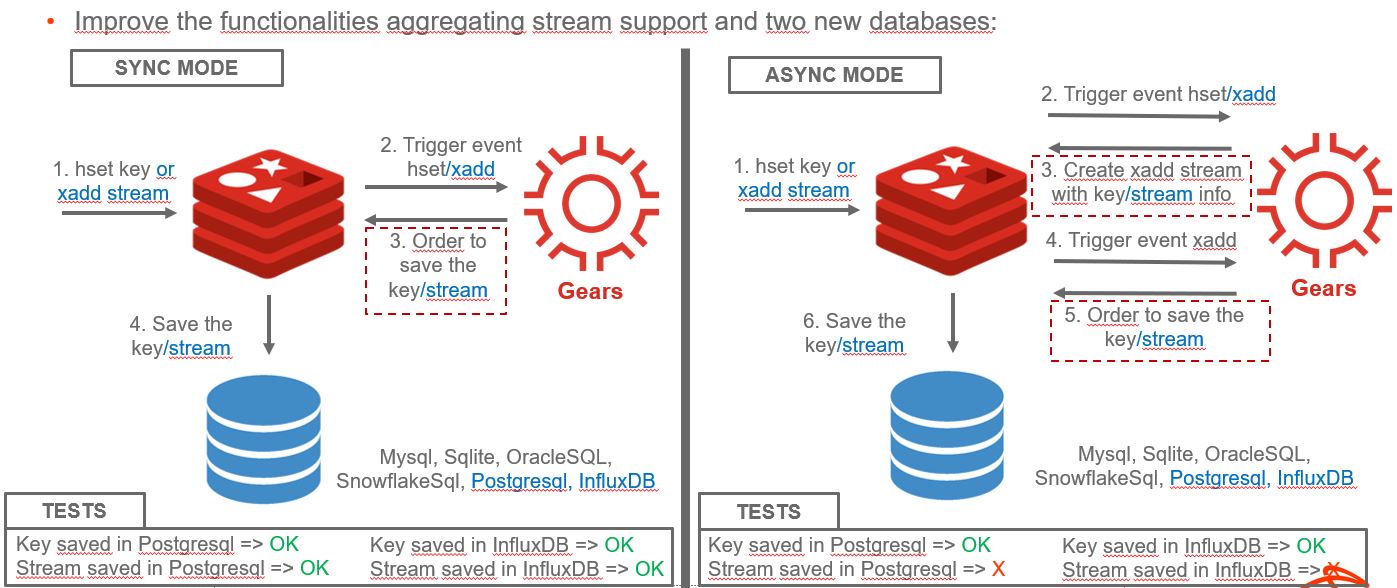 • Improve the functionalities aggregating stream support and two new databases:
SYNC MODE
1. hset key or
xadd stream
2. Trigger event
hset/xadd
3. Order to
save the
key/stream
Gears
4. Save the
key/stream
Mysql, Sqlite, OracleSQL,
SnowflakeSql, Postgresql, InfluxDB
TESTS
Key saved in Postgresql => OK
Stream saved in Postgresql => OK
Key saved in InfluxDB => OK
Stream saved in InfluxDB => OK
ASYNC MODE
1. hset key or
xadd stream
2. Trigger event hset/xadd
3. Create xadd stream
with key/stream info
4. Trigger event xadd
5. Order to save the
key/stream
Gears
6. Save the
key/stream
Mysql, Sqlite, OracleSQL,
SnowflakeSql, Postgresql, InfluxDB
TESTS
Key saved in Postgresql => OK
Stream saved in Postgresql => X
Key saved in InfluxDB => OK
Stream saved in InfluxDB => X